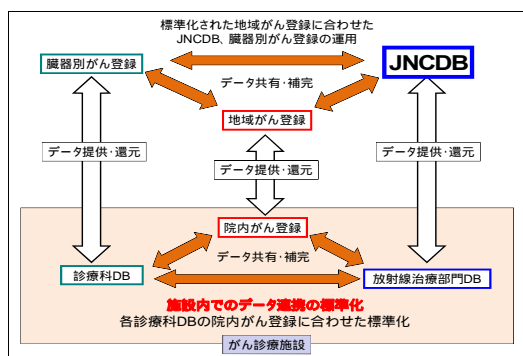 標準化された地域がん登録に合わせた
JNCDB、臓器別がん登録の運用
臓器別がん登録
JNCDB
データ共有・補完
地域がん登録
データ提供・還元
データ提供・還元
データ提供・還元
院内がん登録
データ共有・補完
診療科DB
放射線治療部門DB
施設内でのデータ連携の標準化
各診療科DBの院内がん登録に合わせた標準化
がん診療施設